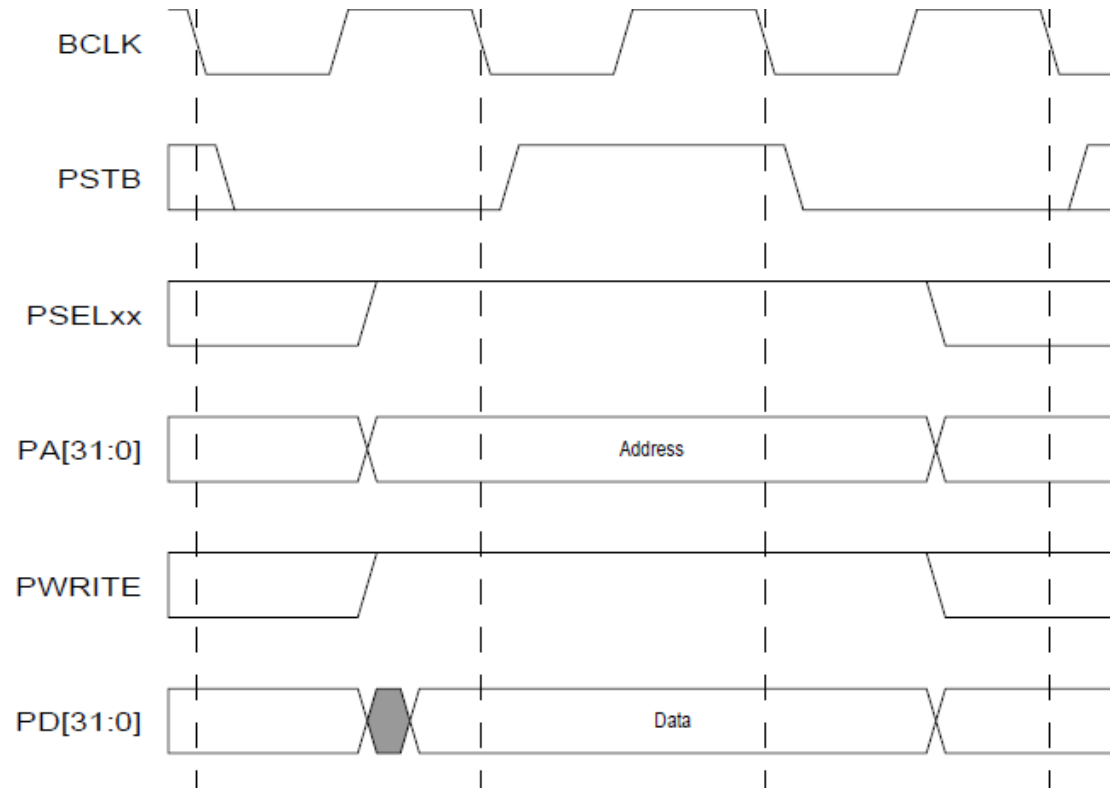 BCLK
PSTB
PSELxx
PA[31:0]
Address
PWRITE
PD[31:0]
Data